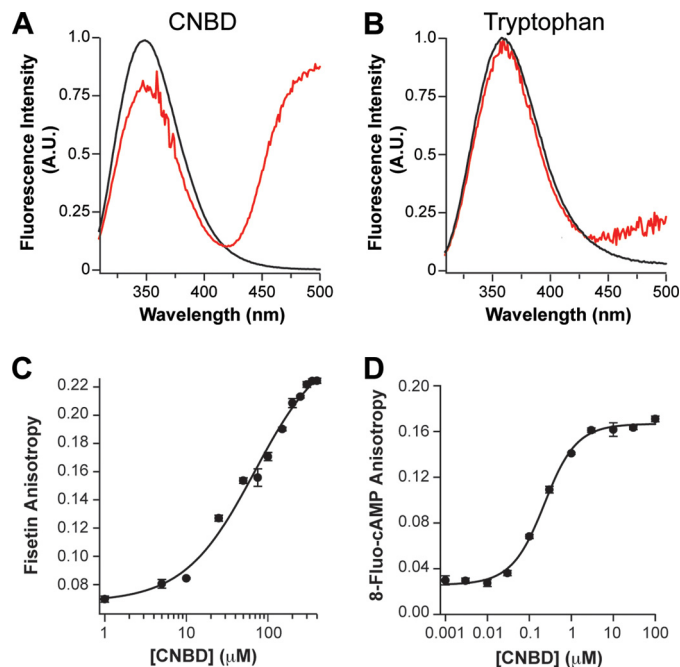 A
CNBD
Fluorescence Intensity
(A.U.)
1.0
0.75
0.5
0.25
0
350
400
450
500
Wavelength (nm)
B
Tryptophan
Fluorescence Intensity
(A.U.)
1.0
0.75
0.5
0.25
0
350
400
450
500
Wavelength (nm)
C
Fisetin Anisotropy
0.22
0.20
0.18
0.16
0.14
0.12
0.10
0.08
1
10
100
[CNBD] (μM)
D
8-Fluo-cAMP Anisotropy
0.20
0.16
0.12
0.08
0.04
0.00
0.001
0.01
0.1
1
10
100
[CNBD] (μM)